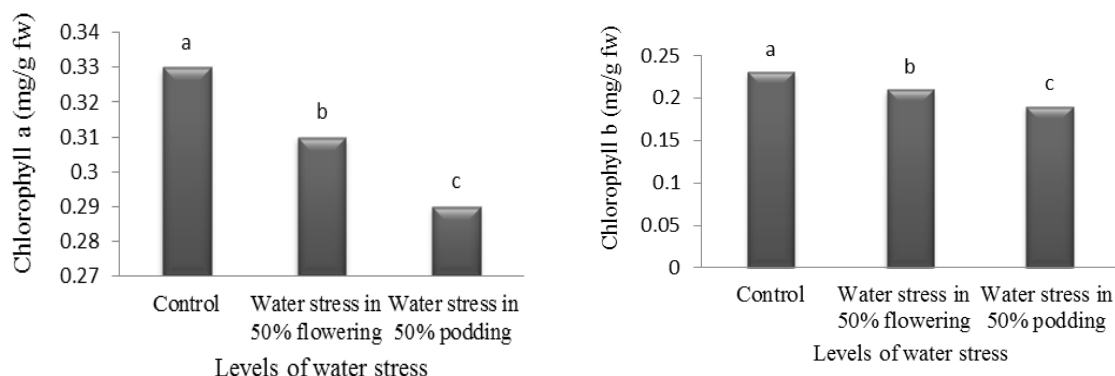 Chlorophyll a (mg/g fw)
0.34
0.33
0.32
0.31
0.3
0.29
0.28
0.27
a
b
c
Control
Water stress in 50% flowering
Water stress in 50% podding
Levels of water stress
Chlorophyll b (mg/g fw)
0.25
0.2
0.15
0.1
0.05
0
a
b
c
Control
Water stress in 50% flowering
Water stress in 50% podding
Levels of water stress